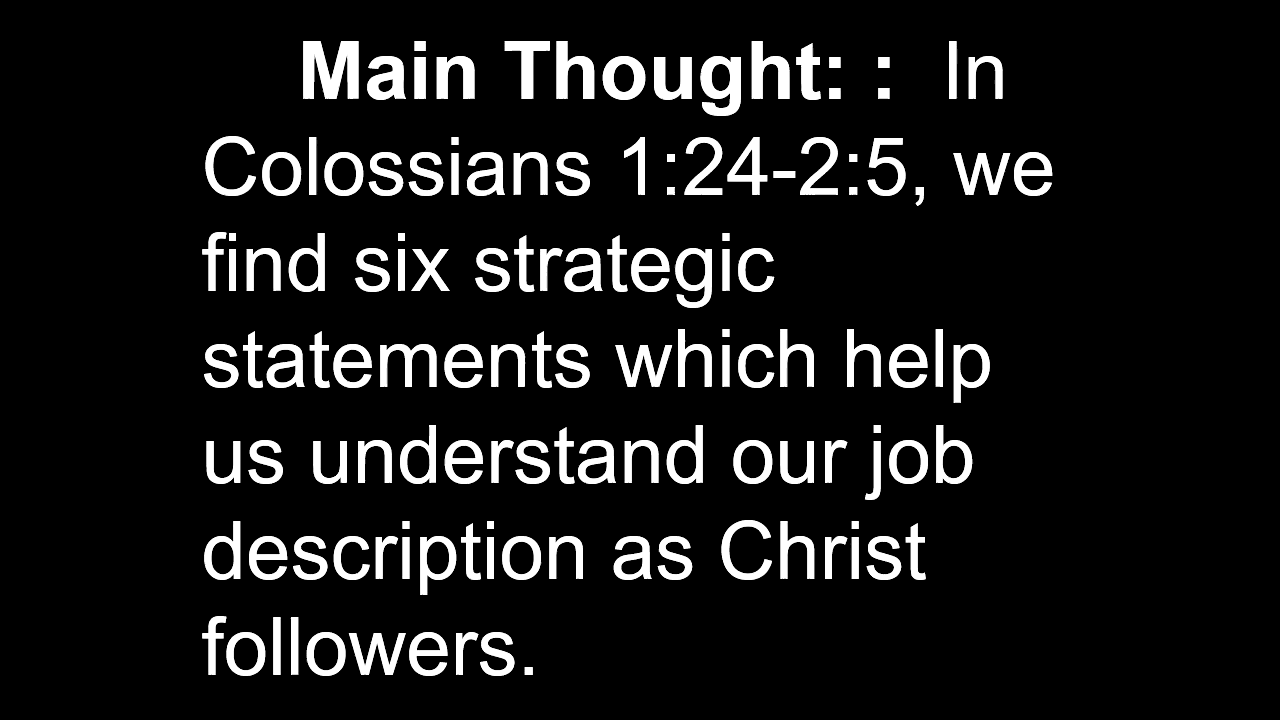 Main Thought: :  In
Colossians 1:24-2:5, we
find six strategic
statements which help
us understand our job
description as Christ
followers.